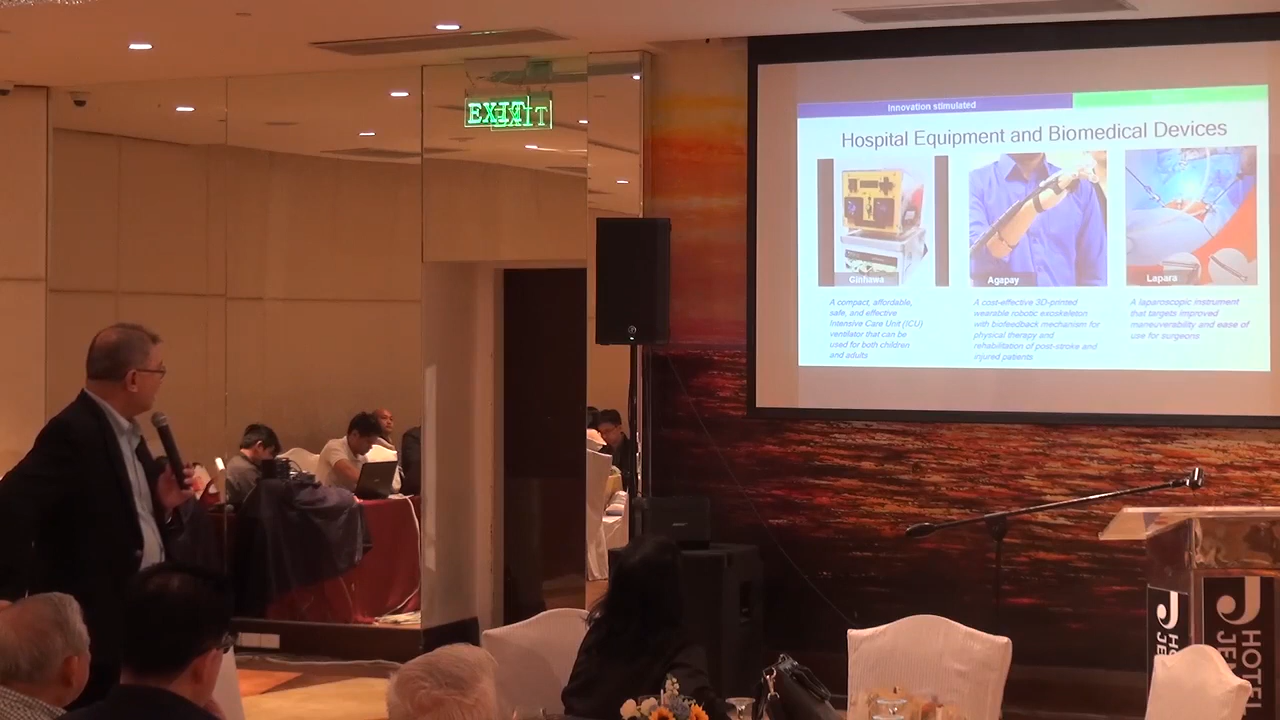 EXIT
Innovation stimulated
Hospital Equipment and Biomedical Devices
Ginhawa
Agapay
Lapara
A compact, affordable,
safe, and effective
Intensive Care Unit (ICU)
ventilator that can be
used for both children
and adults
A cost-effective 3D-printed
wearable robotic exoskeleton
with biofeedback mechanism for
physical therapy and
rehabilitation of post-stroke and
injured patients
A laparoscopic instrument
that targets improved
maneuverability and ease of
use for surgeons
J
HOTEL
JEN